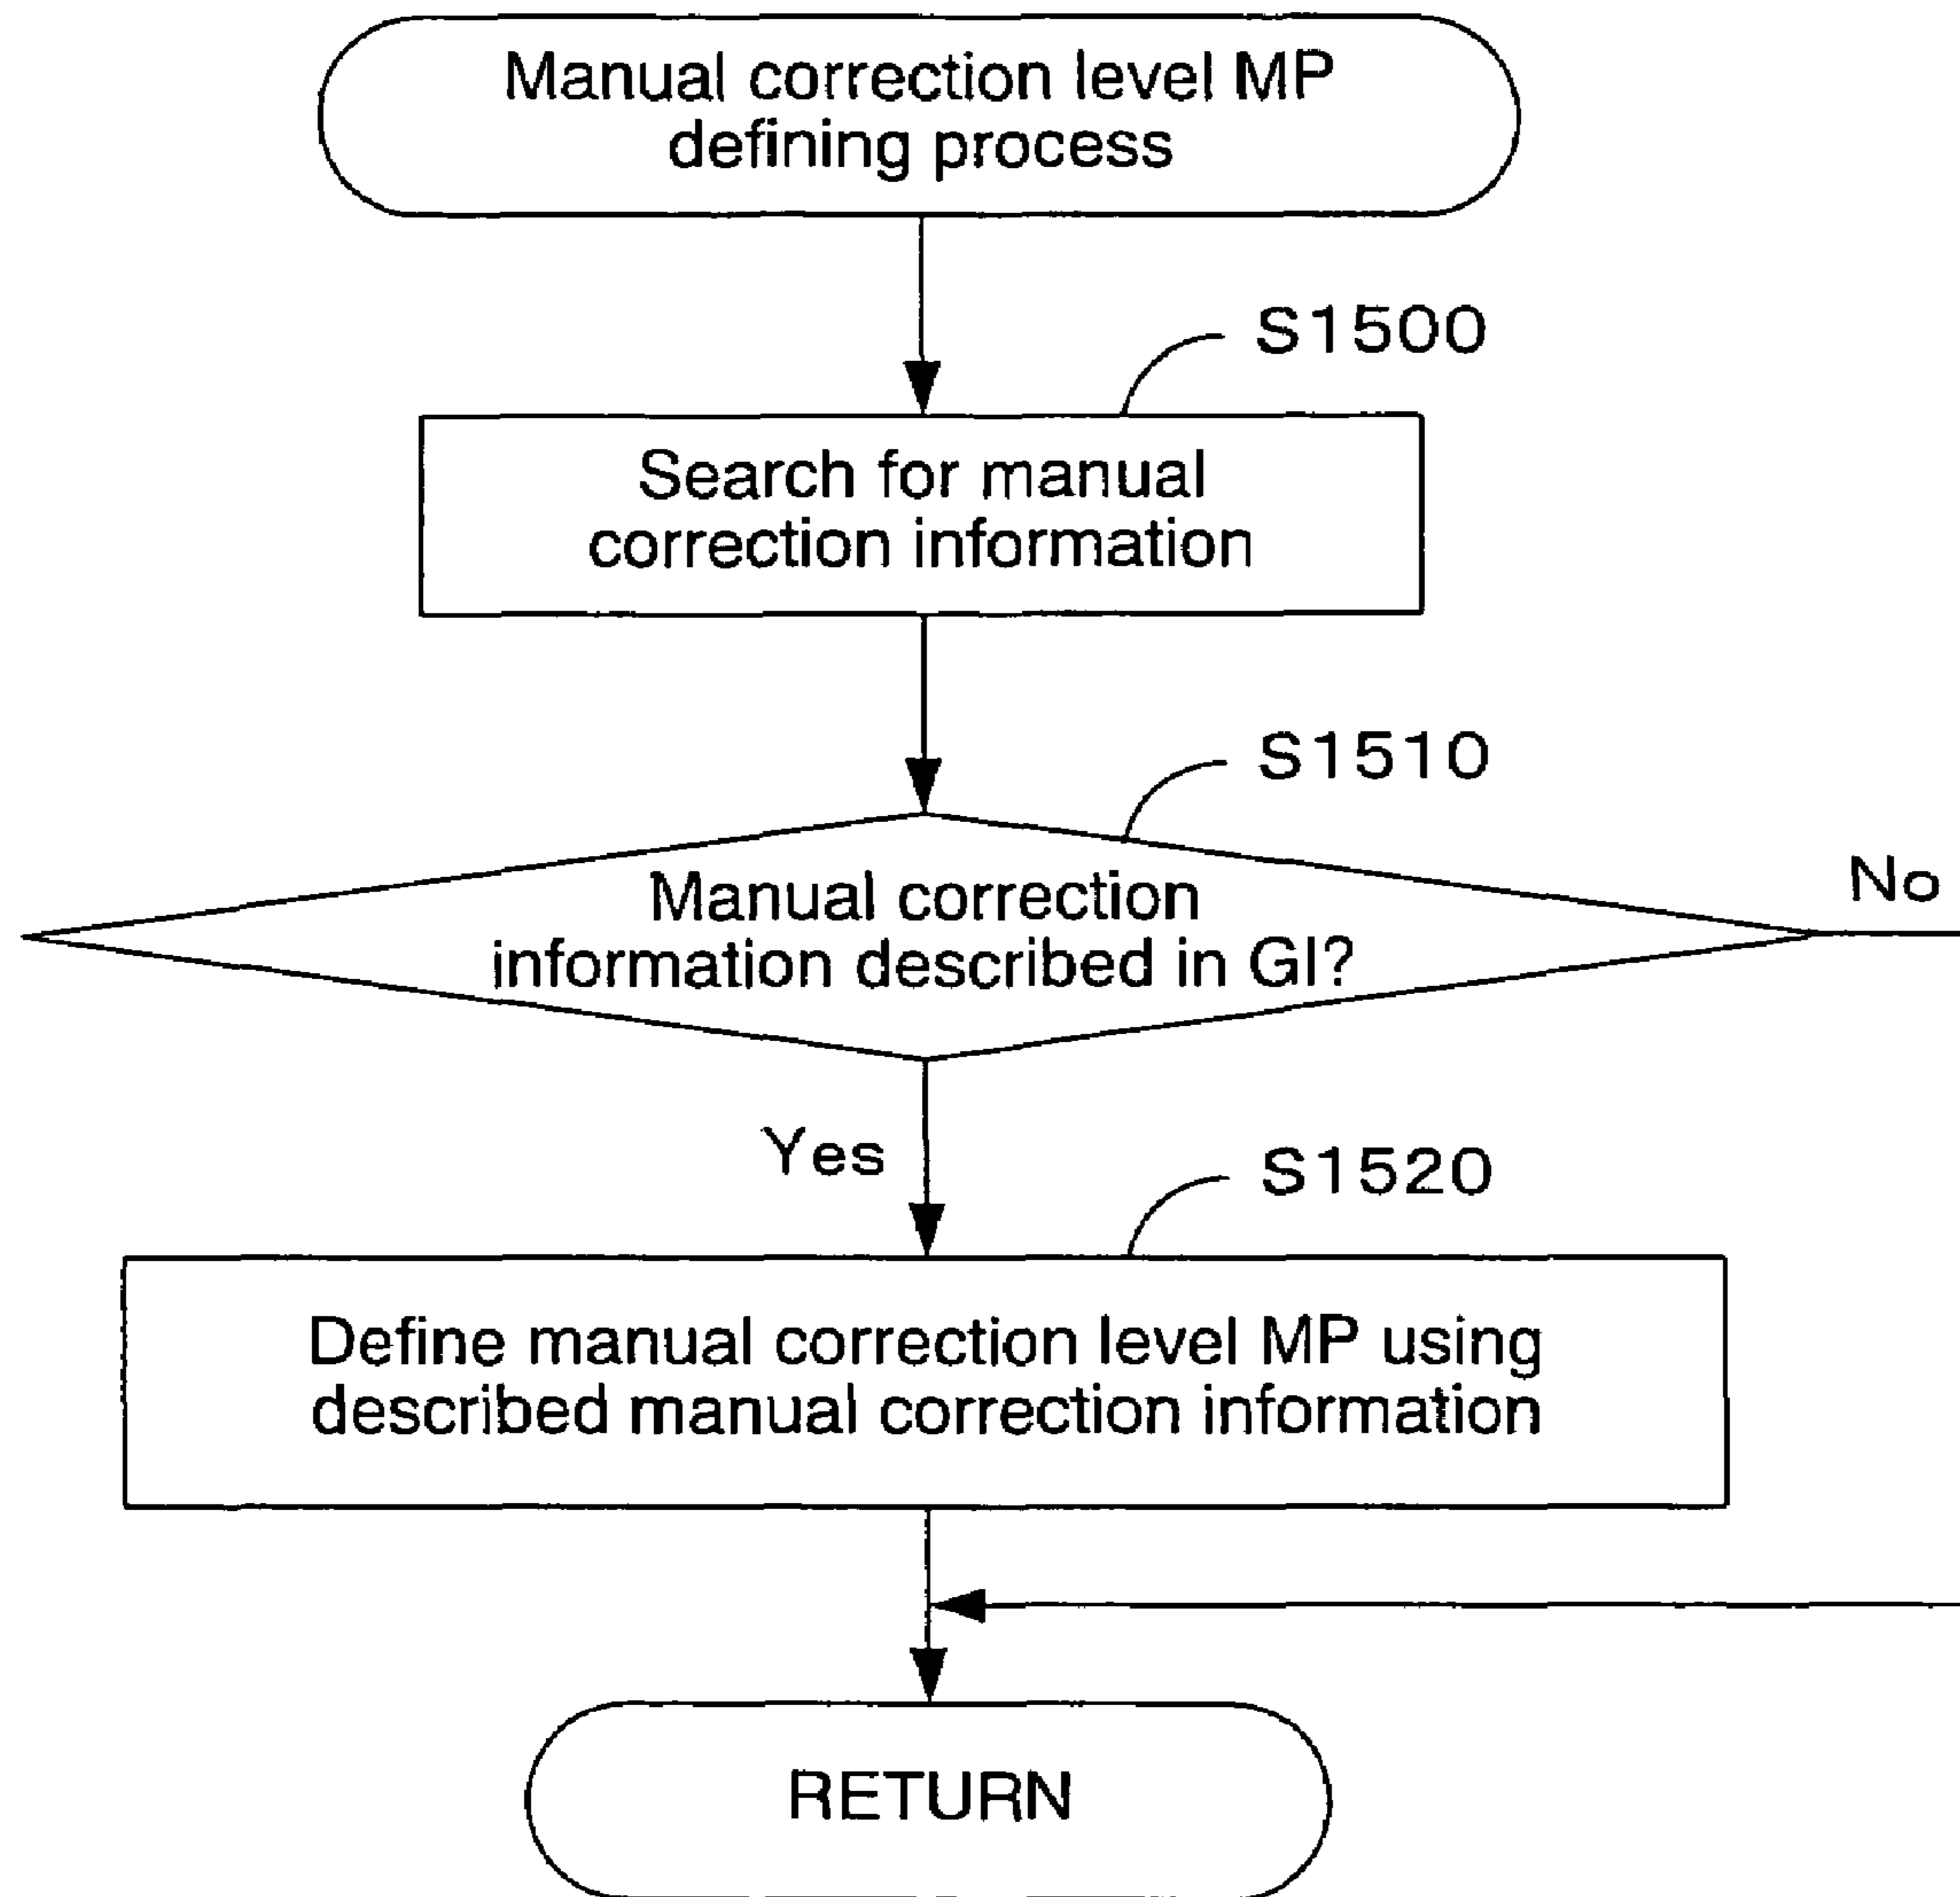 Manual correction level MP
defining process
S1500
Search for manual
correction information
S1510
Manual correction
information described in GI?
No
Yes
S1520
Define manual correction level MP using
described manual correction information
RETURN